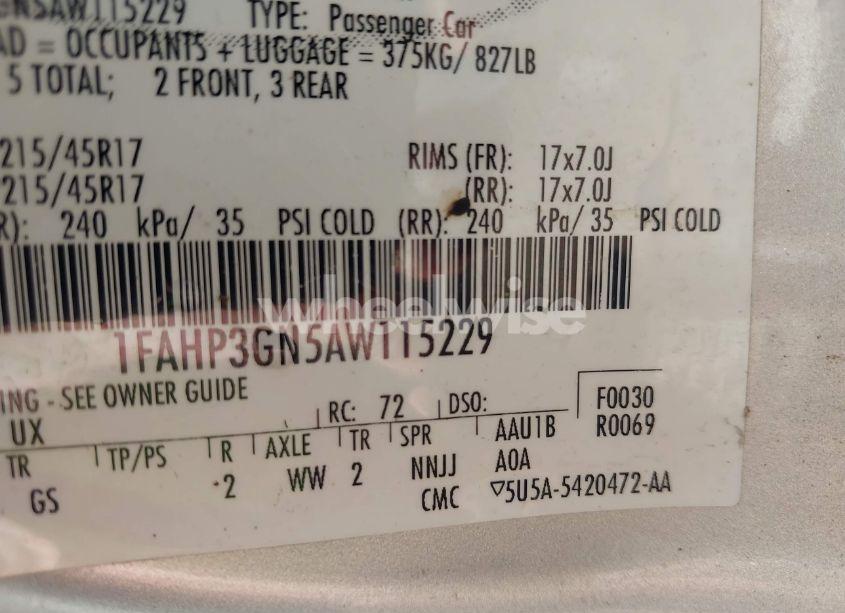 GN5AW115229 TYPE: Passenger Car
AD = OCCUPANTS + LUGGAGE = 375KG/ 827LB
5 TOTAL; 2 FRONT, 3 REAR
215/45R17 RIMS (FR): 17x7.0J
215/45R17 (RR): 17x7.0J
R): 240 kPa/ 35 PSI COLD (RR): 240 kPa/ 35 PSI COLD
wheelwise
1FAHP3GN5AW115229
ING - SEE OWNER GUIDE
RC: 72 DSO: F0030
UX R0069
TR TP/PS R AXLE TR SPR AAU1B
GS 2 WW 2 NNJJ A0A
CMC ▽5U5A-5420472-AA